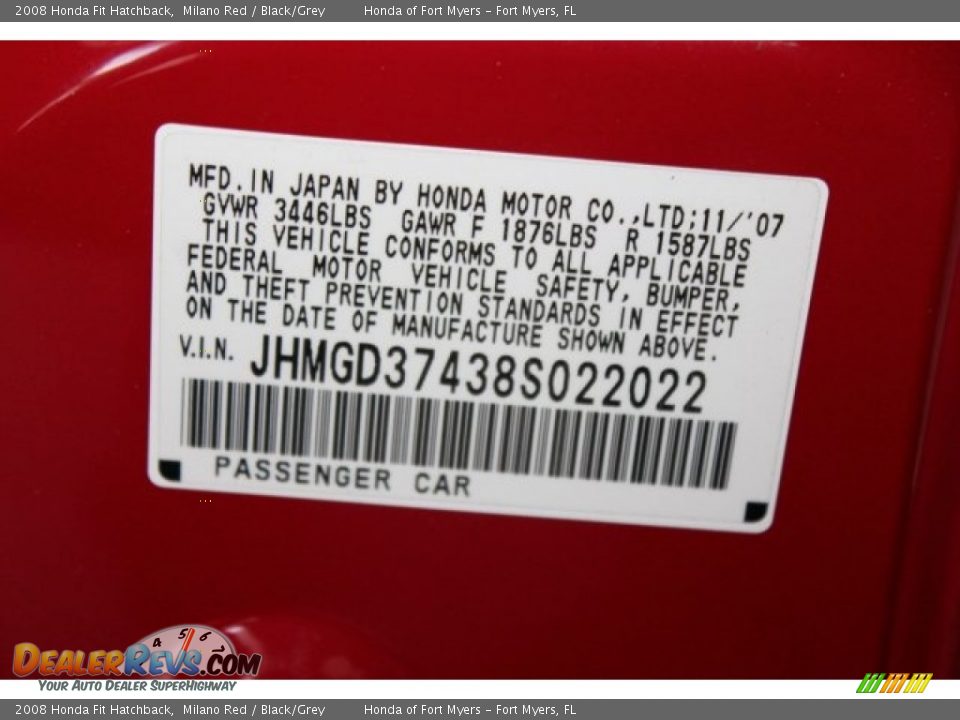 2008 Honda Fit Hatchback, Milano Red / Black/Grey Honda of Fort Myers - Fort Myers, FL
MFD.IN JAPAN BY HONDA MOTOR CO.,LTD;11/'07
GVWR 3446LBS GAWR F 1876LBS R 1587LBS
THIS VEHICLE CONFORMS TO ALL APPLICABLE
FEDERAL MOTOR VEHICLE SAFETY, BUMPER,
AND THEFT PREVENTION STANDARDS IN EFFECT
ON THE DATE OF MANUFACTURE SHOWN ABOVE.
V.I.N. JHMGD37438S022022
PASSENGER CAR
4 5 6
DEALERREVS.COM
YOUR AUTO DEALER SUPERHIGHWAY
2008 Honda Fit Hatchback, Milano Red / Black/Grey Honda of Fort Myers - Fort Myers, FL